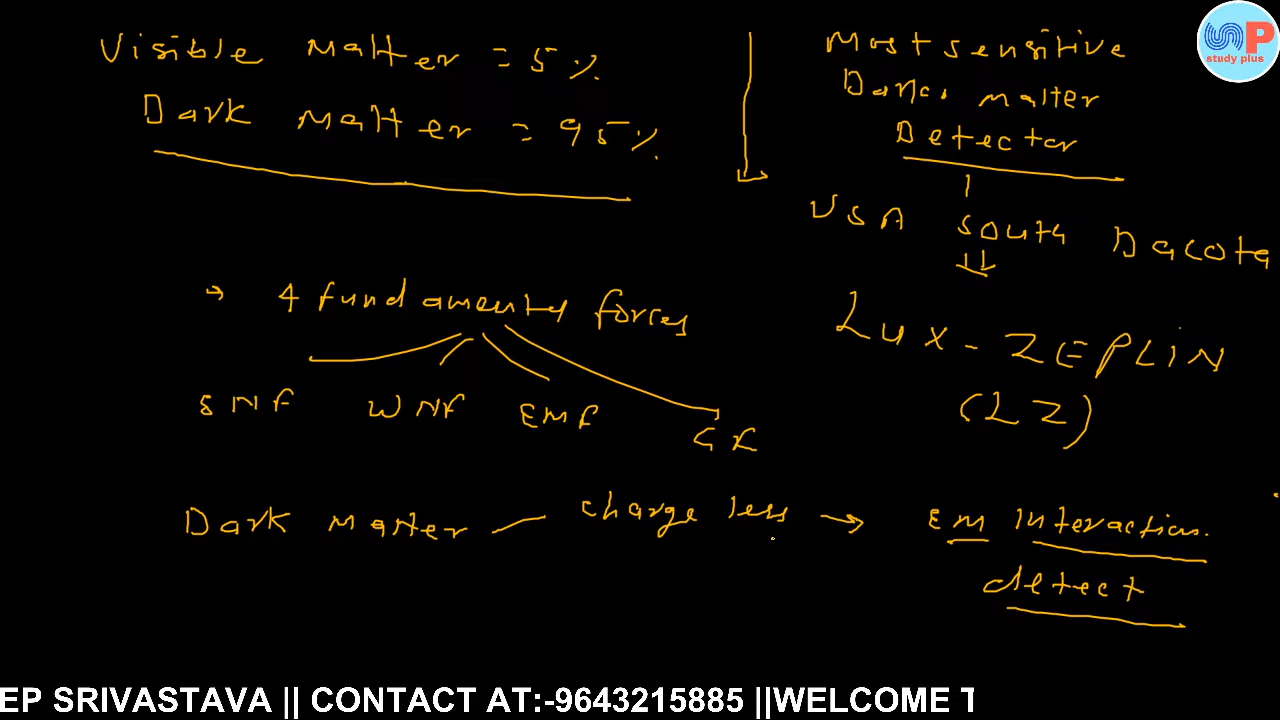 Visible Matter = 5%
Dark Matter = 95%
Most sensitive
Dark matter
Detector
USA South Dacota
Lux-ZEPLIN
(LZ)
→ 4 fundamental forces
SNF WNF EMF GF
Dark Matter — charge less → EM Interaction.
detect
SP
study plus
EP SRIVASTAVA || CONTACT AT:-9643215885 ||WELCOME T